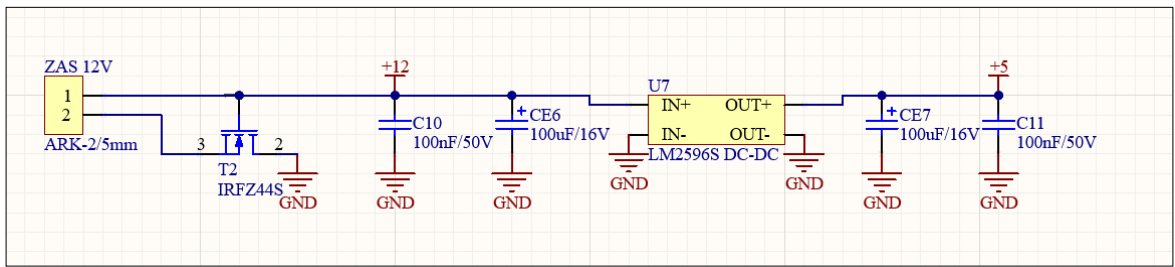 ZAS 12V
1
2
ARK-2/5mm
3
2
T2
IRFZ44S
GND
+12
C10
100nF/50V
GND
+
CE6
100uF/16V
GND
U7
IN+
OUT+
IN-
OUT-
LM2596S DC-DC
GND
GND
+
CE7
100uF/16V
GND
+5
C11
100nF/50V
GND